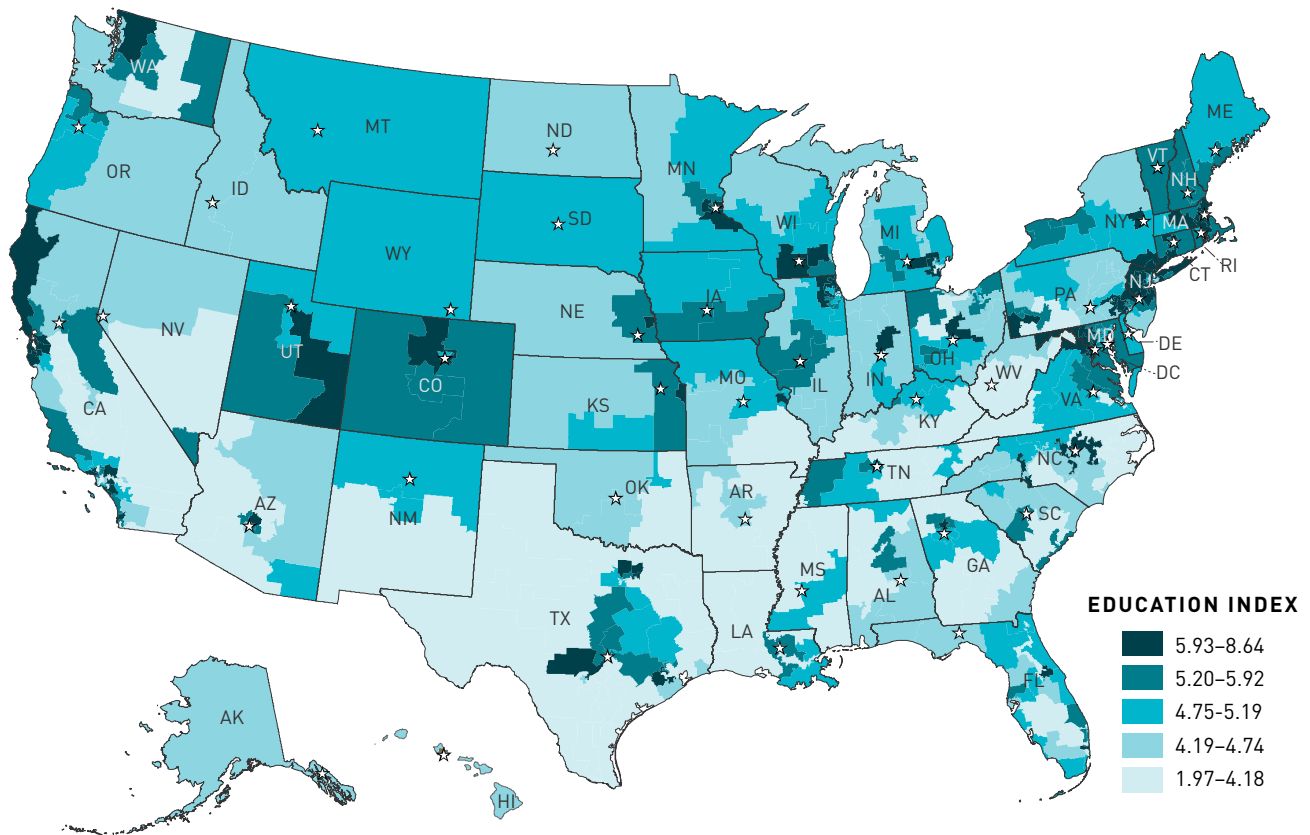 WA
MT
ND
MN
ME
VT
NH
OR
ID
SD
WI
MI
NY
MA
WY
RI
CT
IA
PA
NJ
NV
NE
UT
CO
IL
IN
OH
MD
DE
DC
WV
VA
CA
KS
MO
KY
NC
TN
AZ
NM
OK
AR
SC
MS
AL
GA
TX
LA
FL
AK
HI
EDUCATION INDEX
5.93–8.64
5.20–5.92
4.75-5.19
4.19–4.74
1.97–4.18